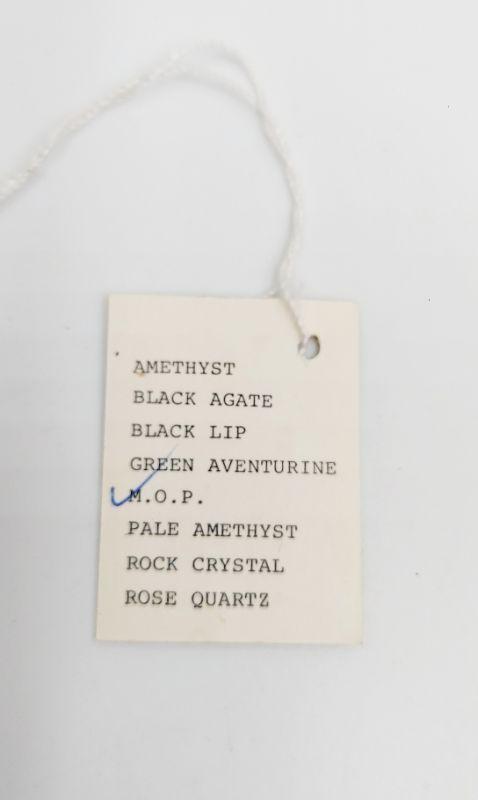 AMETHYST
BLACK AGATE
BLACK LIP
GREEN AVENTURINE
M.O.P.
PALE AMETHYST
ROCK CRYSTAL
ROSE QUARTZ